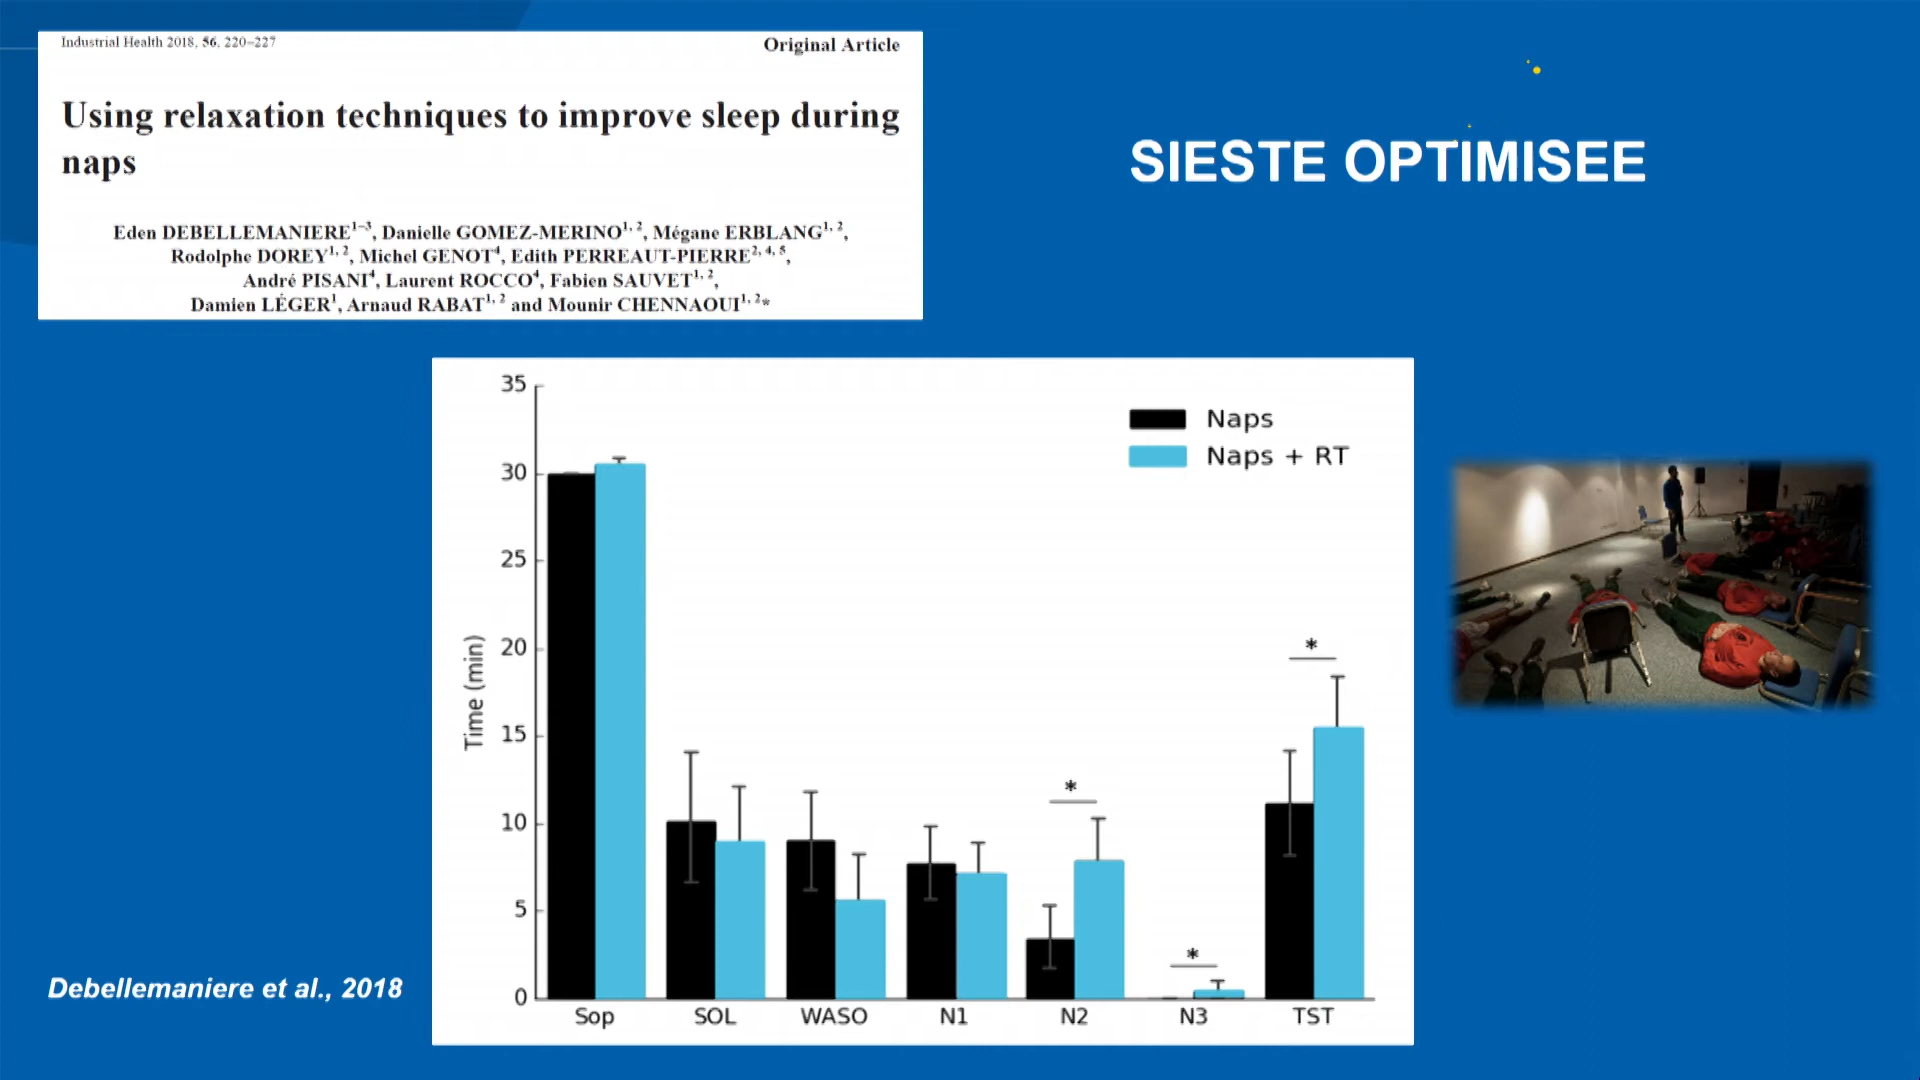 Industrial Health 2018, 56, 220–227
Original Article
Using relaxation techniques to improve sleep during
naps
Eden DEBELLEMANIERE1–3, Danielle GOMEZ-MERINO1, 2, Mégane ERBLANG1, 2,
Rodolphe DOREY1, 2, Michel GENOT4, Edith PERREAUT-PIERRE2, 4, 5,
André PISANI4, Laurent ROCCO4, Fabien SAUVET1, 2,
Damien LÉGER1, Arnaud RABAT1, 2 and Mounir CHENNAOUI1, 2*
SIESTE OPTIMISEE
35
30
25
20
15
10
5
0
Time (min)
Naps
Naps + RT
*
*
*
Sop SOL WASO N1 N2 N3 TST
Debellemaniere et al., 2018